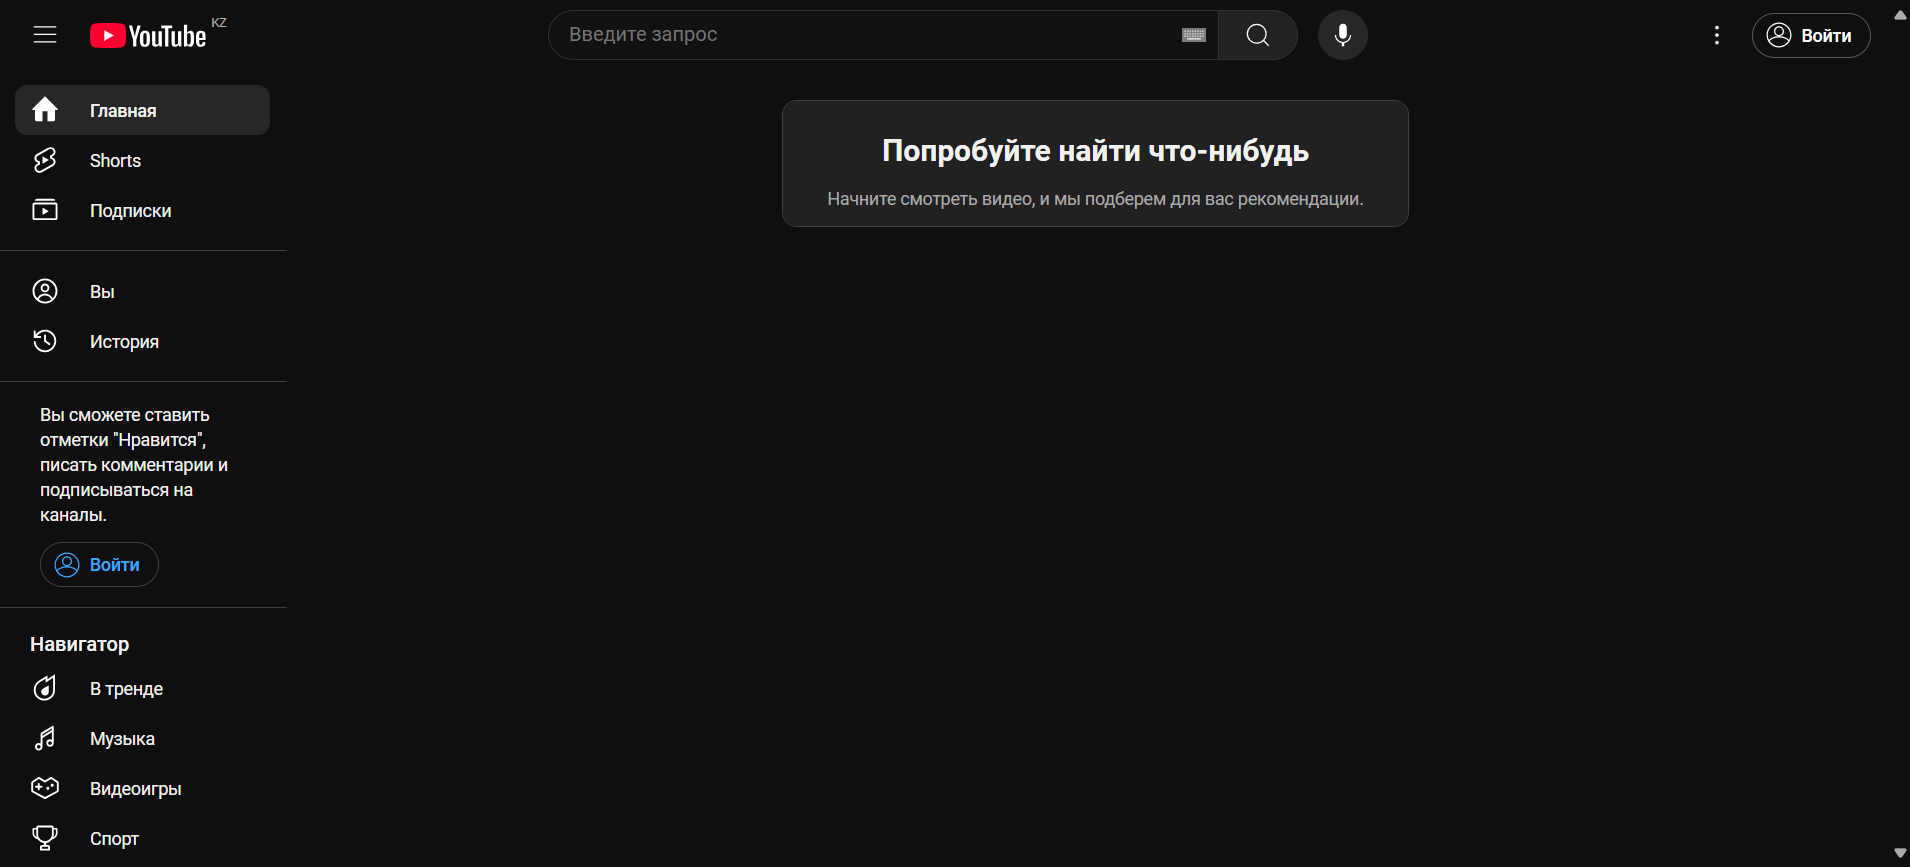 YouTube KZ
Введите запрос
Войти
Главная
Shorts
Подписки
Вы
История
Вы сможете ставить
отметки "Нравится",
писать комментарии и
подписываться на
каналы.
Войти
Навигатор
В тренде
Музыка
Видеоигры
Спорт
Попробуйте найти что-нибудь
Начните смотреть видео, и мы подберем для вас рекомендации.